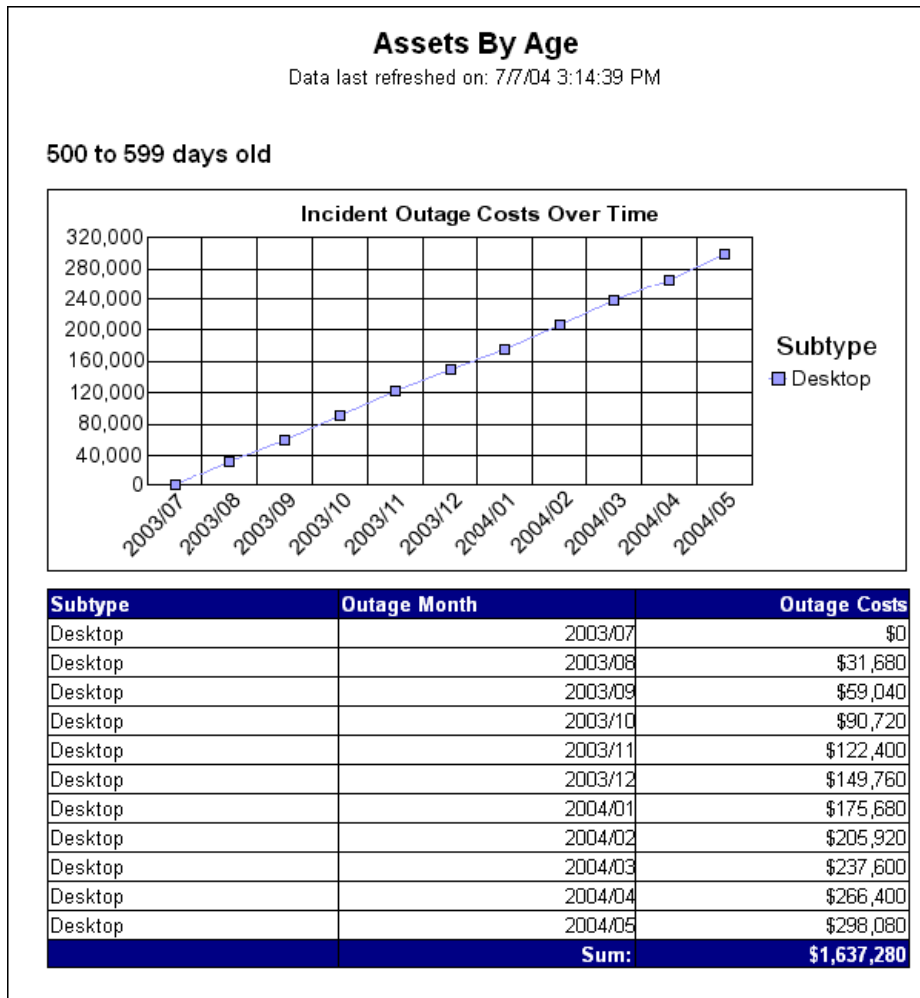 Assets By Age
Data last refreshed on: 7/7/04 3:14:39 PM
500 to 599 days old
Incident Outage Costs Over Time
320,000
280,000
240,000
200,000
160,000
120,000
80,000
40,000
0
2003/07
2003/08
2003/09
2003/10
2003/11
2003/12
2004/01
2004/02
2004/03
2004/04
2004/05
Subtype
Desktop
Subtype Outage Month Outage Costs
Desktop 2003/07 $0
Desktop 2003/08 $31,680
Desktop 2003/09 $59,040
Desktop 2003/10 $90,720
Desktop 2003/11 $122,400
Desktop 2003/12 $149,760
Desktop 2004/01 $175,680
Desktop 2004/02 $205,920
Desktop 2004/03 $237,600
Desktop 2004/04 $266,400
Desktop 2004/05 $298,080
Sum: $1,637,280